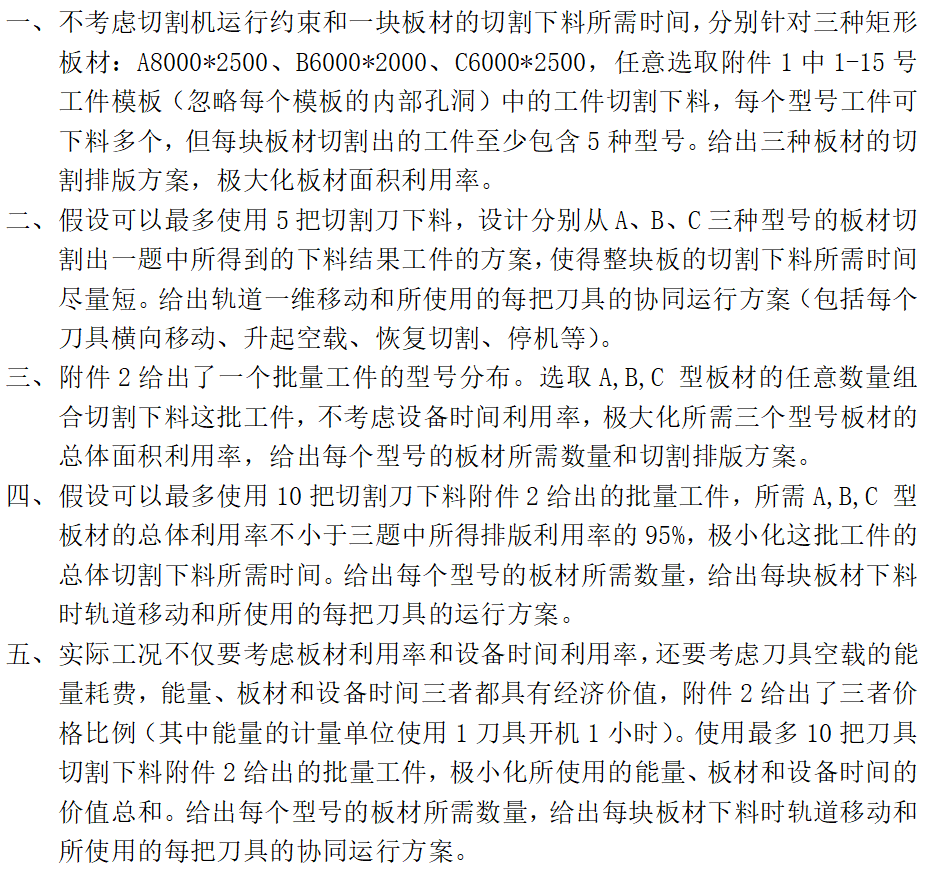 一、不考虑切割机运行约束和一块板材的切割下料所需时间，分别针对三种矩形
板材：A8000*2500、B6000*2000、C6000*2500，任意选取附件1中1-15号
工件模板（忽略每个模板的内部孔洞）中的工件切割下料，每个型号工件可
下料多个，但每块板材切割出的工件至少包含5种型号。给出三种板材的切
割排版方案，极大化板材面积利用率。
二、假设可以最多使用5把切割刀下料，设计分别从A、B、C三种型号的板材切
割出一题中所得到的下料结果工件的方案，使得整块板的切割下料所需时间
尽量短。给出轨道一维移动和所使用的每把刀具的协同运行方案（包括每个
刀具横向移动、升起空载、恢复切割、停机等）。
三、附件2给出了一个批量工件的型号分布。选取A,B,C 型板材的任意数量组
合切割下料这批工件，不考虑设备时间利用率，极大化所需三个型号板材的
总体面积利用率，给出每个型号的板材所需数量和切割排版方案。
四、假设可以最多使用10把切割刀下料附件2给出的批量工件，所需A,B,C 型
板材的总体利用率不小于三题中所得排版利用率的95%，极小化这批工件的
总体切割下料所需时间。给出每个型号的板材所需数量，给出每块板材下料
时轨道移动和所使用的每把刀具的运行方案。
五、实际工况不仅要考虑板材利用率和设备时间利用率，还要考虑刀具空载的能
量耗费，能量、板材和设备时间三者都具有经济价值，附件2给出了三者价
格比例（其中能量的计量单位使用1刀具开机1小时）。使用最多10把刀具
切割下料附件2给出的批量工件，极小化所使用的能量、板材和设备时间的
价值总和。给出每个型号的板材所需数量，给出每块板材下料时轨道移动和
所使用的每把刀具的协同运行方案。